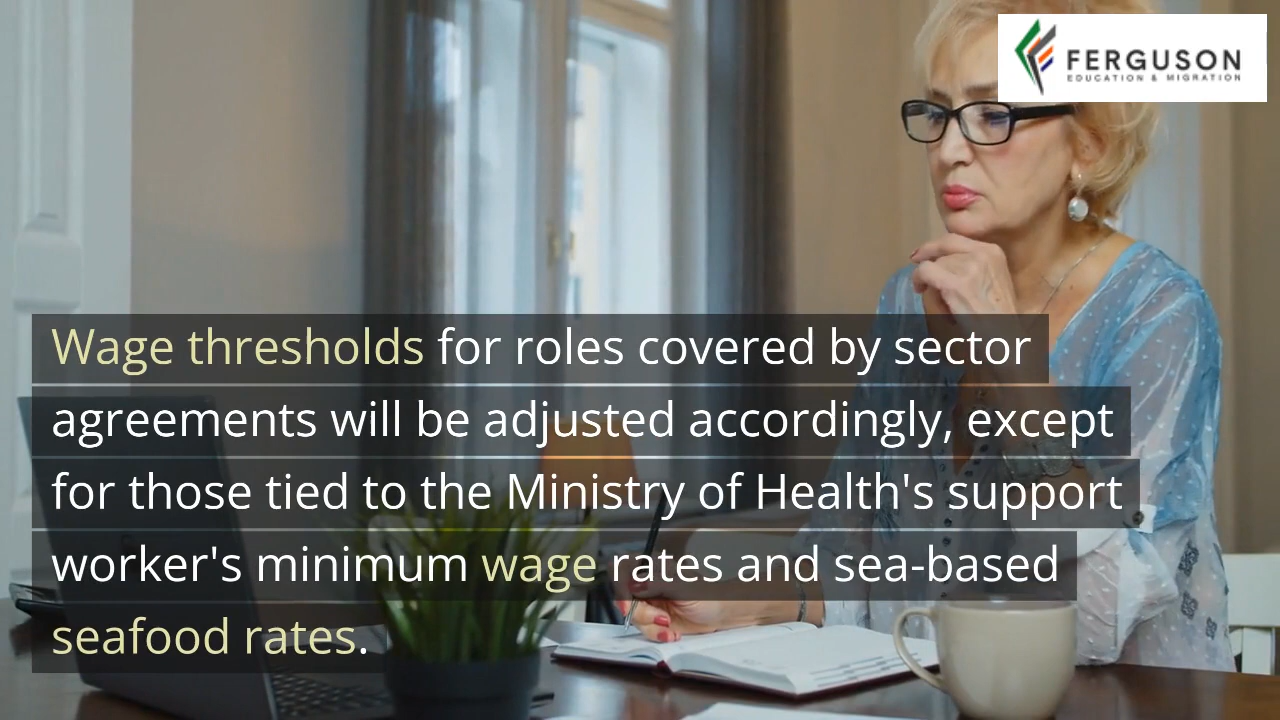 FERGUSON
EDUCATION & MIGRATION
Wage thresholds for roles covered by sector
agreements will be adjusted accordingly, except
for those tied to the Ministry of Health's support
worker's minimum wage rates and sea-based
seafood rates.